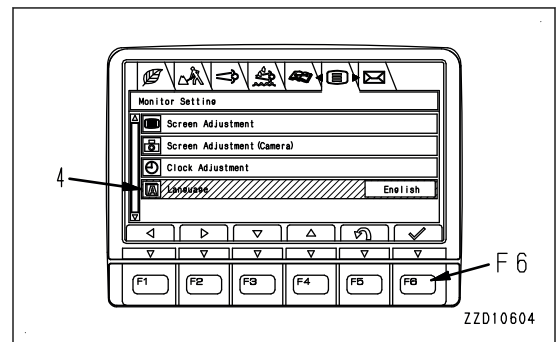 Monitor Setting
Screen Adjustment
Screen Adjustment(Camera)
Clock Adjustment
4
Language English
F1 F2 F3 F4 F5 F6
F6
ZZD10604